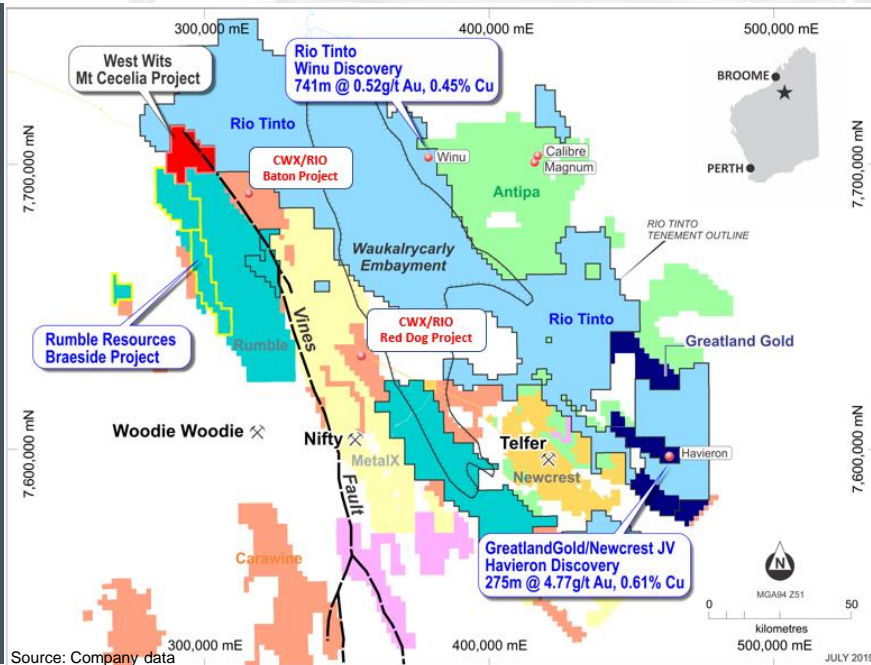 300,000 mE
400,000 mE
500,000 mE
West Wits
Mt Cecelia Project
Rio Tinto
Winu Discovery
741m @ 0.52g/t Au, 0.45% Cu
BROOME
PERTH
Rio Tinto
CWX/RIO
Baton Project
Winu
Calibre
Magnum
Antipa
7,700,000 mN
7,700,000 mN
RIO TINTO
TENEMENT OUTLINE
Waukalrycarly
Embayment
Rio Tinto
Rumble Resources
Braeside Project
Rumble
Vines
CWX/RIO
Red Dog Project
Greatland Gold
Woodie Woodie
Nifty
MetalX
Telfer
Newcrest
Havieron
7,600,000 mN
7,600,000 mN
Fault
GreatlandGold/Newcrest JV
Havieron Discovery
275m @ 4.77g/t Au, 0.61% Cu
Carawine
N
MGA94 Z51
0
50
kilometres
300,000 mE
400,000 mE
500,000 mE
Source: Company data
JULY 2019